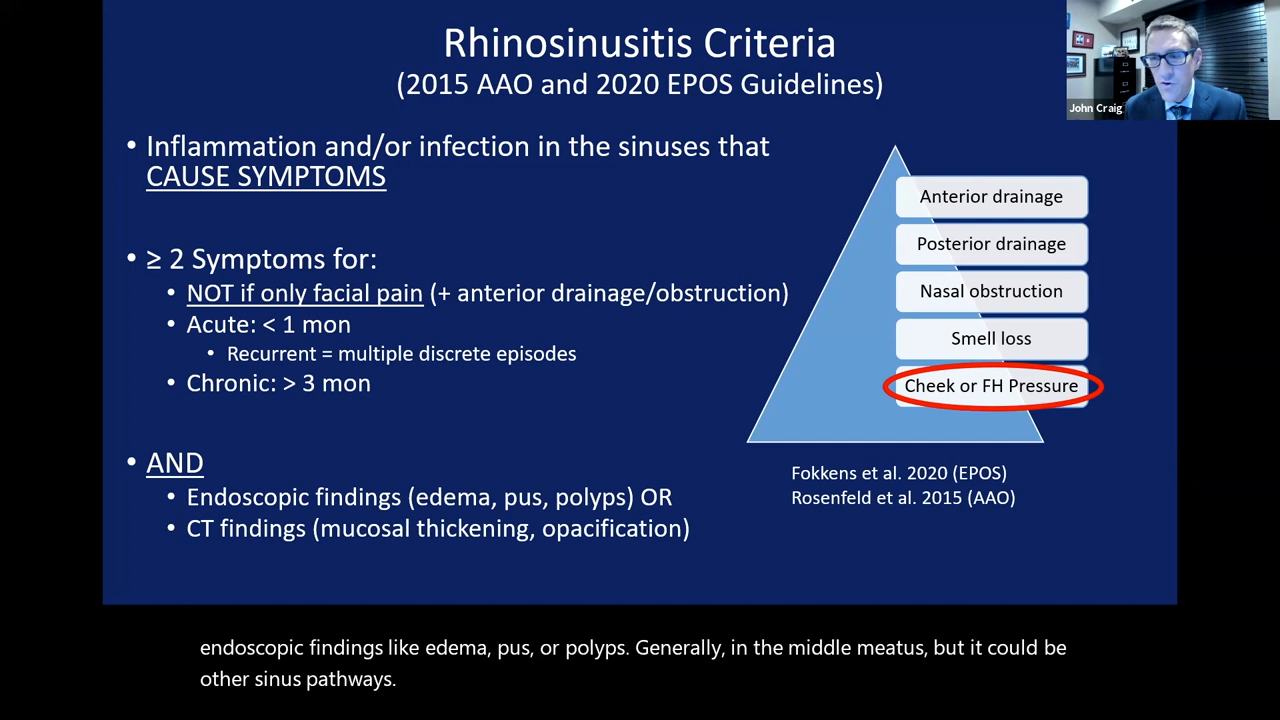 Rhinosinusitis Criteria
(2015 AAO and 2020 EPOS Guidelines)
John Craig
• Inflammation and/or infection in the sinuses that
CAUSE SYMPTOMS
• ≥ 2 Symptoms for:
• NOT if only facial pain (+ anterior drainage/obstruction)
• Acute: < 1 mon
• Recurrent = multiple discrete episodes
• Chronic: > 3 mon
• AND
• Endoscopic findings (edema, pus, polyps) OR
• CT findings (mucosal thickening, opacification)
Anterior drainage
Posterior drainage
Nasal obstruction
Smell loss
Cheek or FH Pressure
Fokkens et al. 2020 (EPOS)
Rosenfeld et al. 2015 (AAO)
endoscopic findings like edema, pus, or polyps. Generally, in the middle meatus, but it could be
other sinus pathways.